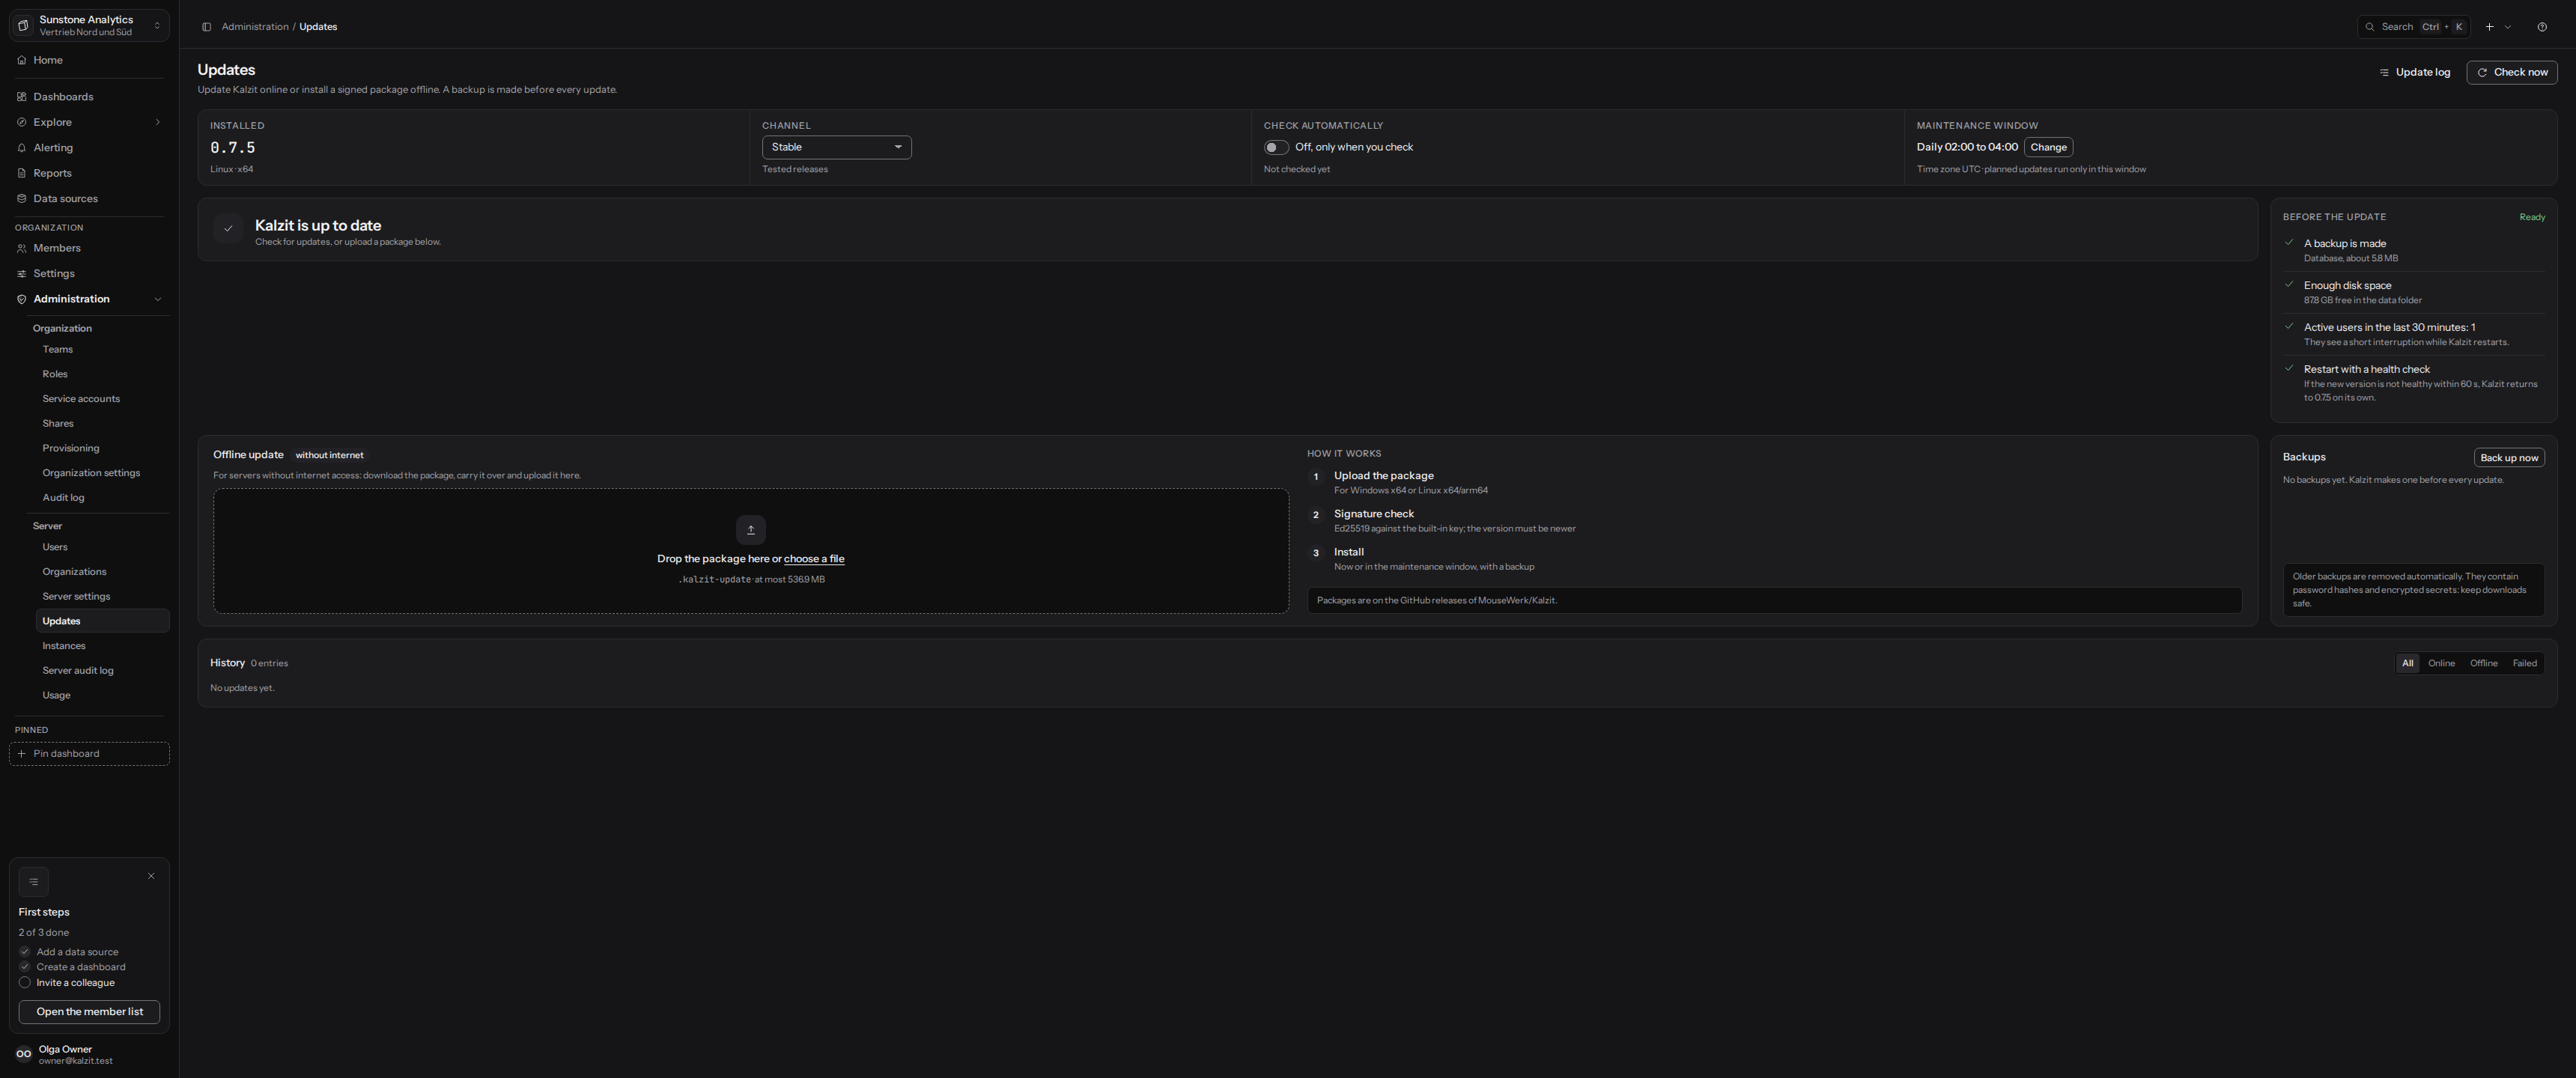 Sunstone Analytics
Vertrieb Nord und Süd
Home
Dashboards
Explore
Alerting
Reports
Data sources
ORGANIZATION
Members
Settings
Administration
Organization
Teams
Roles
Service accounts
Shares
Provisioning
Organization settings
Audit log
Server
Users
Organizations
Server settings
Updates
Instances
Server audit log
Usage
PINNED
Pin dashboard
First steps
2 of 3 done
Add a data source
Create a dashboard
Invite a colleague
Open the member list
OO
Olga Owner
owner@kalzit.test
Administration / Updates
Search Ctrl + K
Updates
Update Kalzit online or install a signed package offline. A backup is made before every update.
Update log
Check now
INSTALLED
0.7.5
Linux · x64
CHANNEL
Stable
Tested releases
CHECK AUTOMATICALLY
Off, only when you check
Not checked yet
MAINTENANCE WINDOW
Daily 02:00 to 04:00 Change
Time zone UTC · planned updates run only in this window
Kalzit is up to date
Check for updates, or upload a package below.
BEFORE THE UPDATE Ready
A backup is made
Database, about 5.8 MB
Enough disk space
87.8 GB free in the data folder
Active users in the last 30 minutes: 1
They see a short interruption while Kalzit restarts.
Restart with a health check
If the new version is not healthy within 60 s, Kalzit returns
to 0.7.5 on its own.
Offline update without internet
For servers without internet access: download the package, carry it over and upload it here.
Drop the package here or choose a file
.kalzit-update · at most 536.9 MB
HOW IT WORKS
1 Upload the package
For Windows x64 or Linux x64/arm64
2 Signature check
Ed25519 against the built-in key; the version must be newer
3 Install
Now or in the maintenance window, with a backup
Packages are on the GitHub releases of MouseWerk/Kalzit.
Backups Back up now
No backups yet. Kalzit makes one before every update.
Older backups are removed automatically. They contain
password hashes and encrypted secrets: keep downloads
safe.
History 0 entries
All Online Offline Failed
No updates yet.